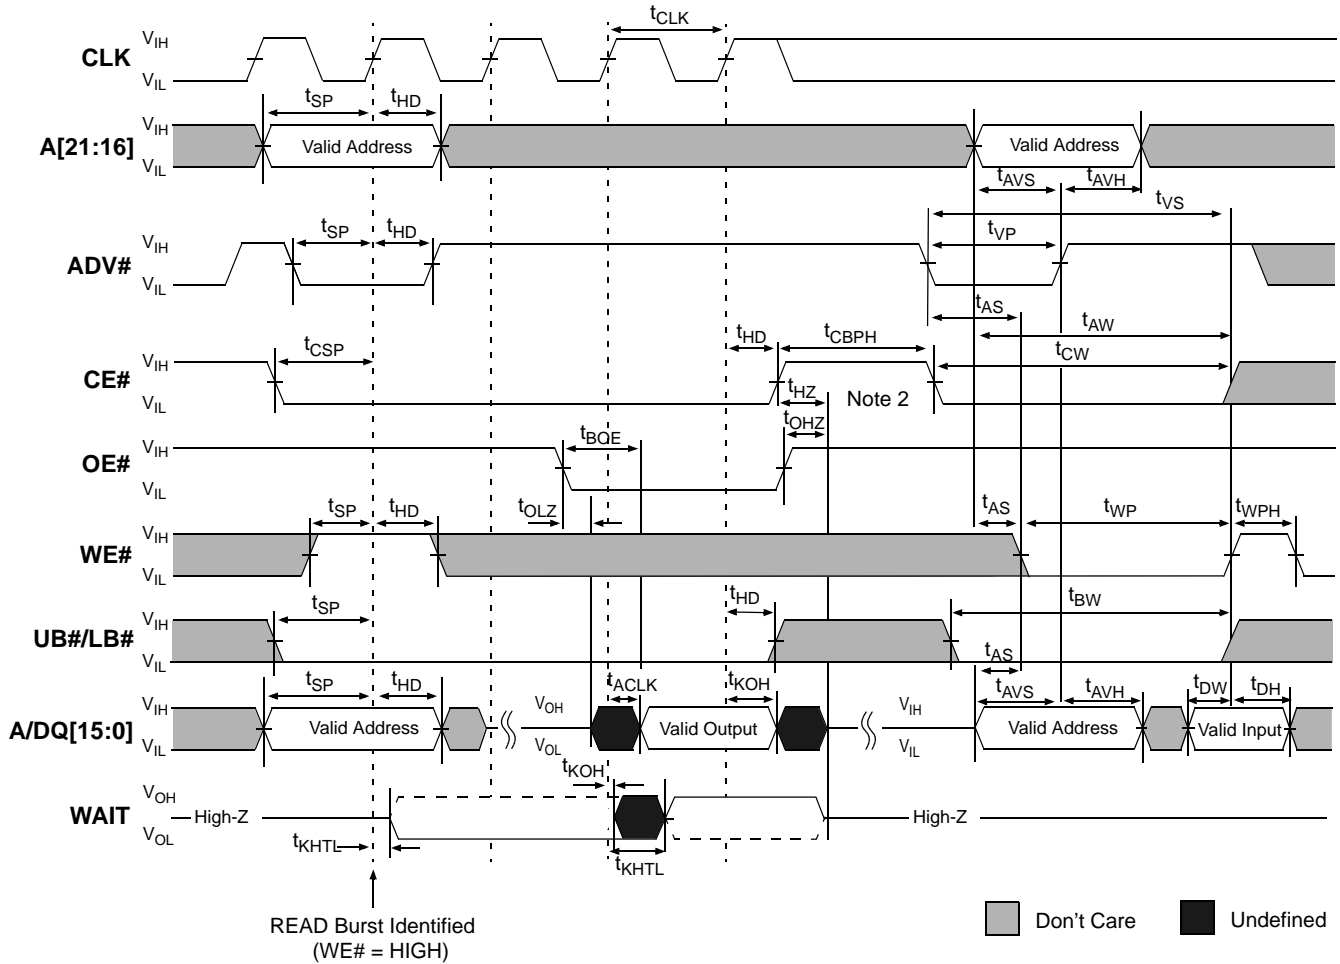 tCLK
CLK VIH
VIL
tSP tHD
A[21:16] VIH
VIL
Valid Address Valid Address
tAVS tAVH
tVS
ADV# VIH
VIL
tSP tHD tVP
tAS
tAW
CE# VIH
VIL
tCSP tHD tCBPH tCW
tHZ
Note 2
tOHZ
OE# VIH
VIL
tBOE
tOLZ
WE# VIH
VIL
tSP tHD tAS tWP tWPH
UB#/LB# VIH
VIL
tSP tHD tBW
tAS
A/DQ[15:0] VIH
VIL
tSP tHD tACLK tKOH tAVS tAVH tDW tDH
VOH
VOL
VIH
VIL
Valid Address Valid Output Valid Address Valid Input
tKOH
WAIT VOH
VOL
High-Z High-Z
tKHTL tKHTL
READ Burst Identified
(WE# = HIGH)
Don't Care Undefined